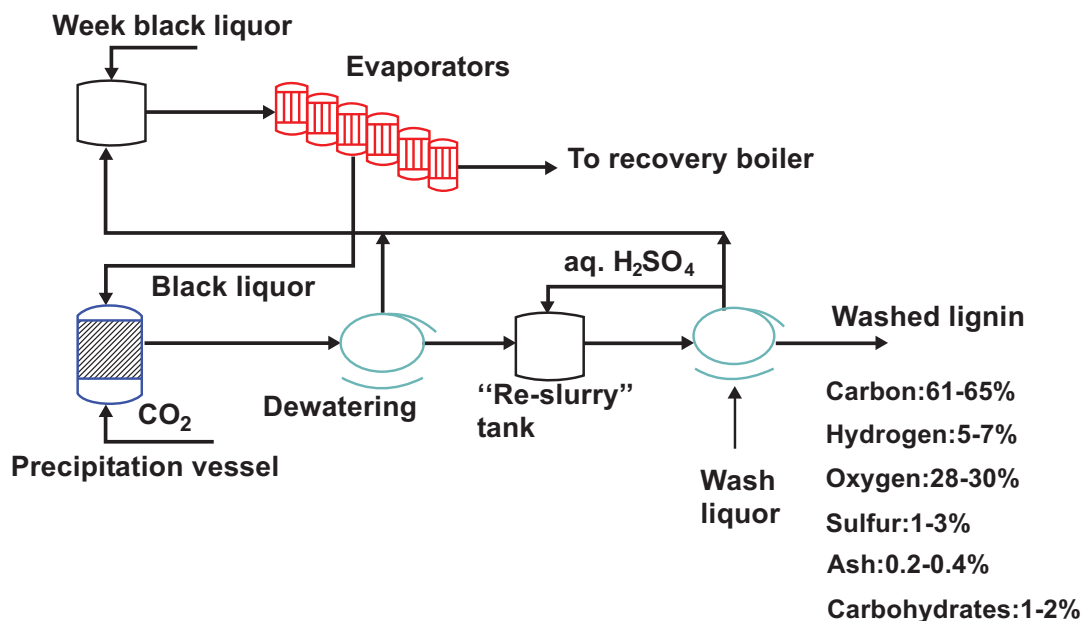 Week black liquor
Evaporators
To recovery boiler
aq. H₂SO₄
Black liquor
Washed lignin
Dewatering
“Re-slurry”
tank
CO₂
Precipitation vessel
Wash
liquor
Carbon:61-65%
Hydrogen:5-7%
Oxygen:28-30%
Sulfur:1-3%
Ash:0.2-0.4%
Carbohydrates:1-2%